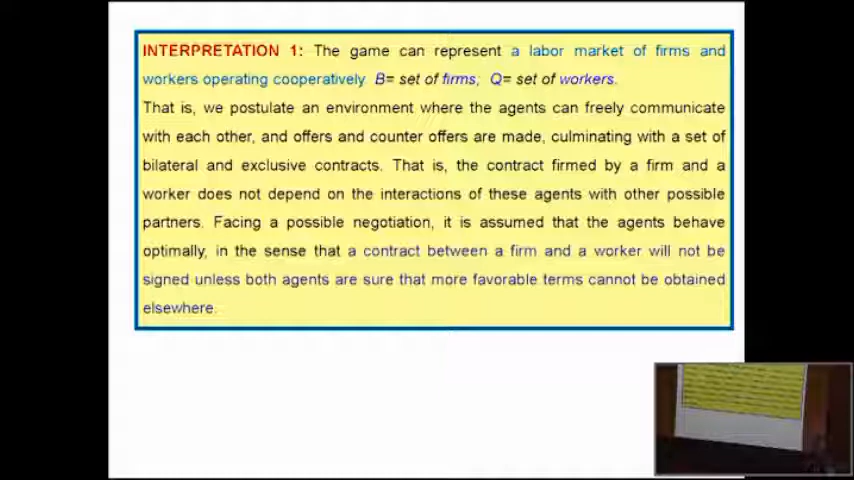 INTERPRETATION 1: The game can represent a labor market of firms and
workers operating cooperatively. B= set of firms; Q= set of workers.
That is, we postulate an environment where the agents can freely communicate
with each other, and offers and counter offers are made, culminating with a set of
bilateral and exclusive contracts. That is, the contract firmed by a firm and a
worker does not depend on the interactions of these agents with other possible
partners. Facing a possible negotiation, it is assumed that the agents behave
optimally, in the sense that a contract between a firm and a worker will not be
signed unless both agents are sure that more favorable terms cannot be obtained
elsewhere.